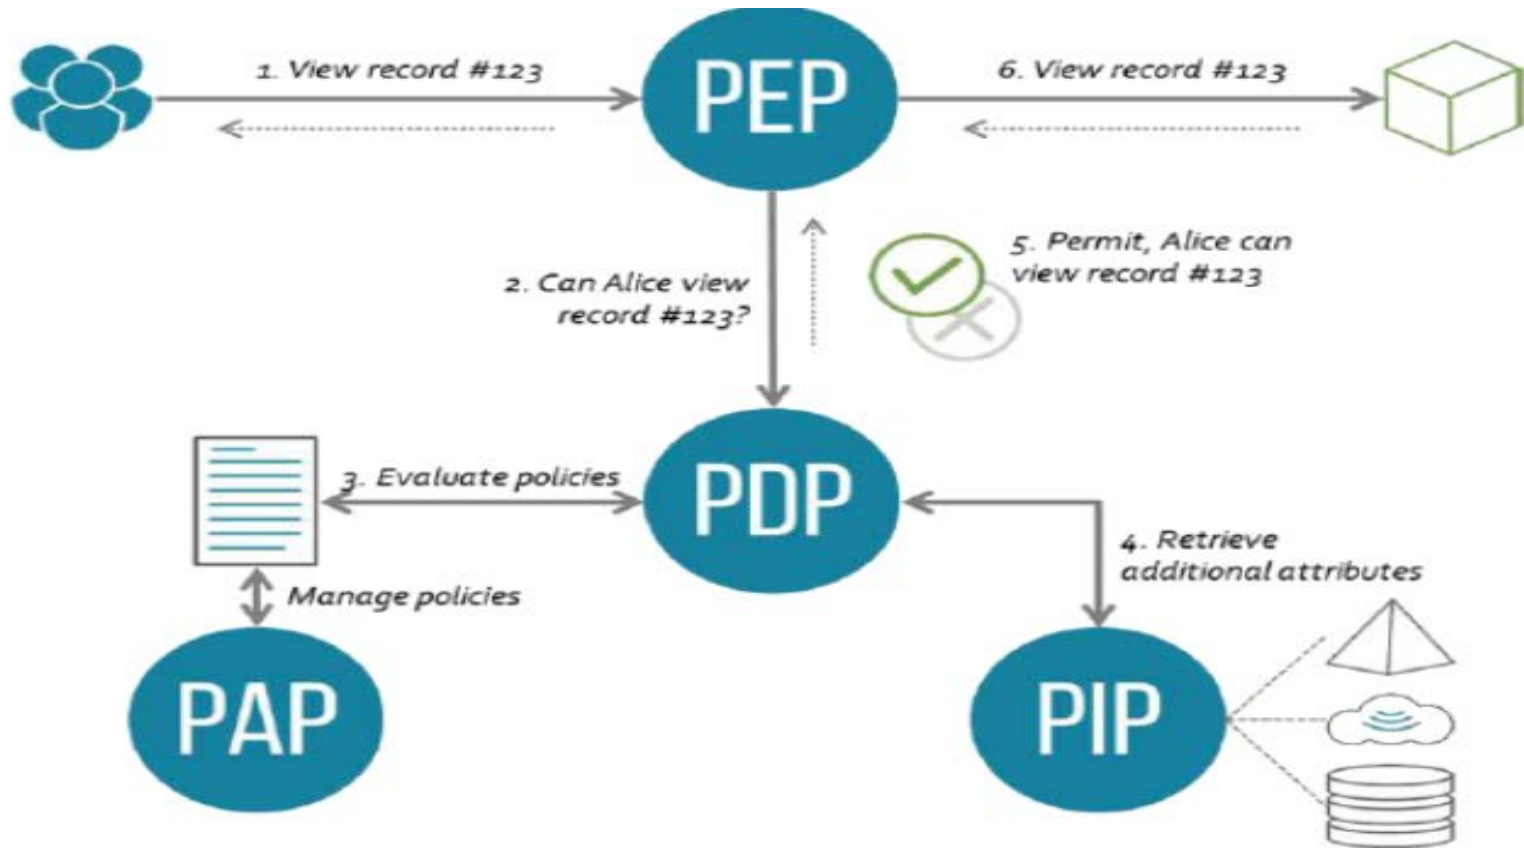 1. View record #123
PEP
6. View record #123
5. Permit, Alice can
view record #123
2. Can Alice view
record #123?
3. Evaluate policies
PDP
4. Retrieve
additional attributes
Manage policies
PAP
PIP